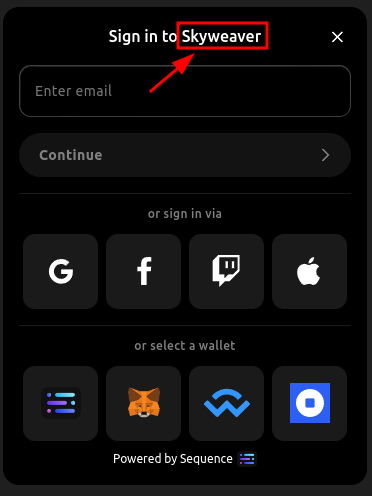 Sign in to Skyweaver
Enter email
Continue
or sign in via
or select a wallet
Powered by Sequence